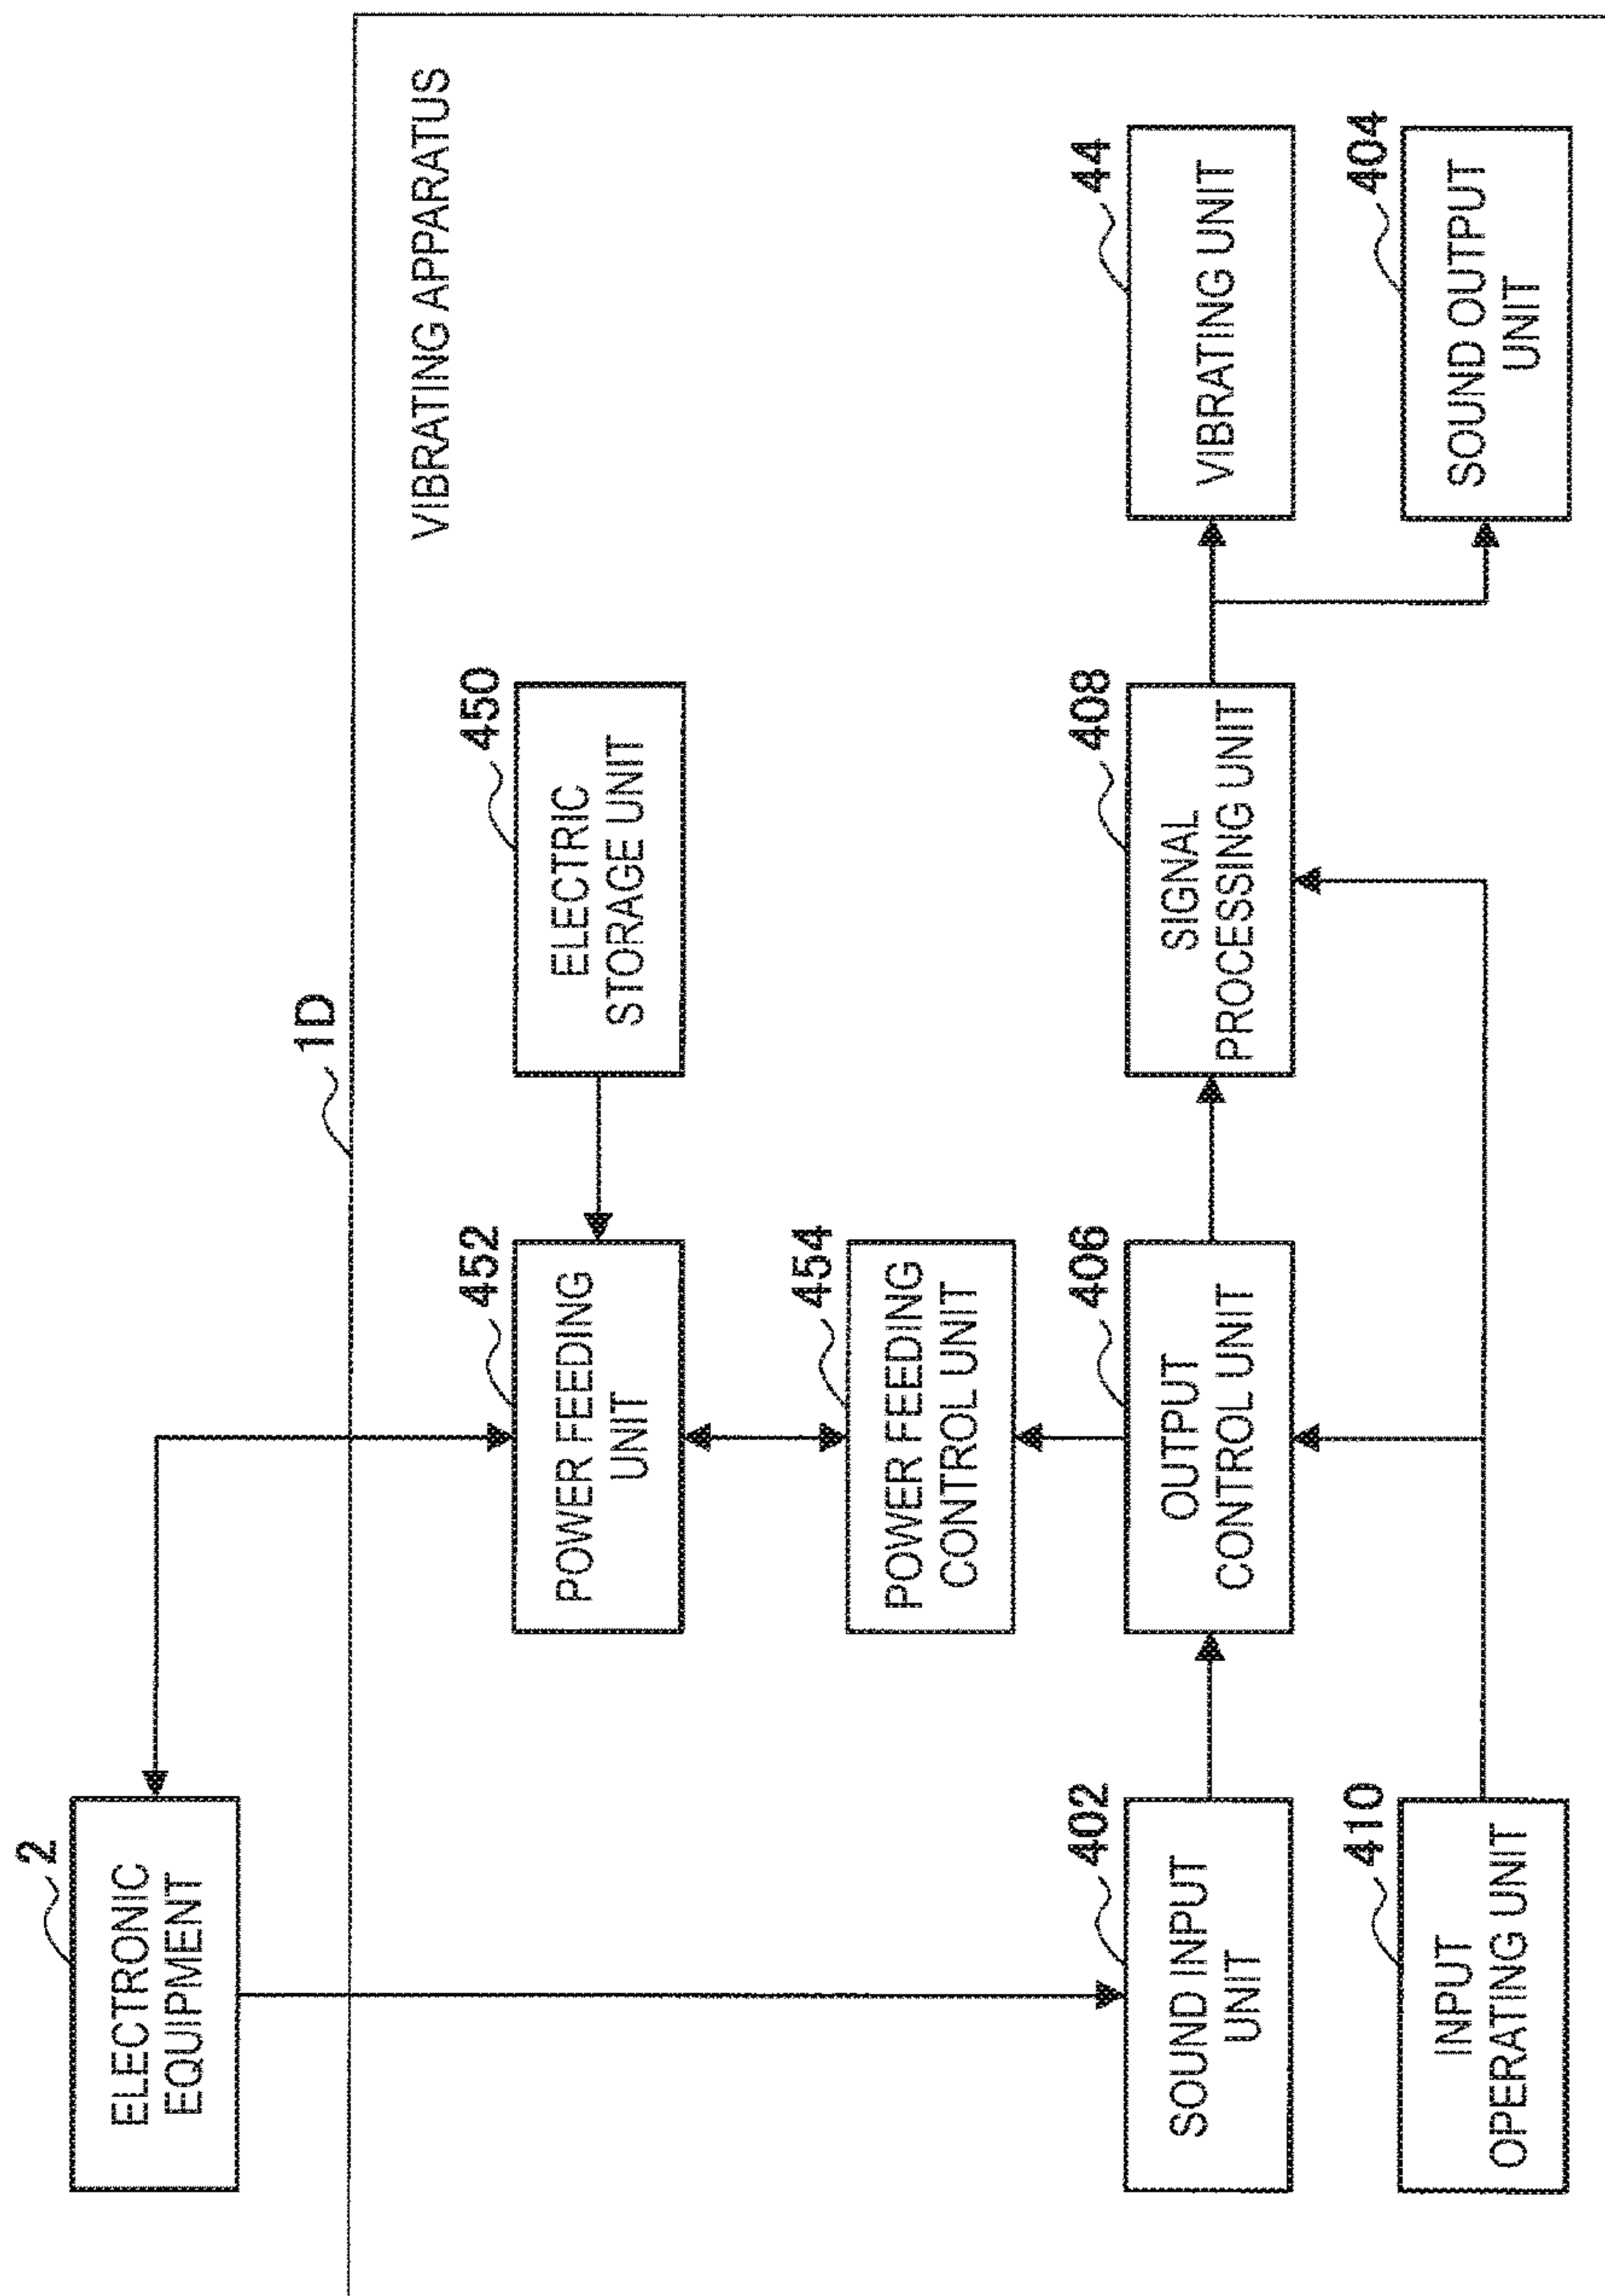 2
ELECTRONIC
EQUIPMENT
1D
VIBRATING APPARATUS
452
POWER FEEDING
UNIT
450
ELECTRIC
STORAGE UNIT
454
POWER FEEDING
CONTROL UNIT
402
SOUND INPUT
UNIT
406
OUTPUT
CONTROL UNIT
408
SIGNAL
PROCESSING UNIT
44
VIBRATING UNIT
410
INPUT
OPERATING UNIT
404
SOUND OUTPUT
UNIT